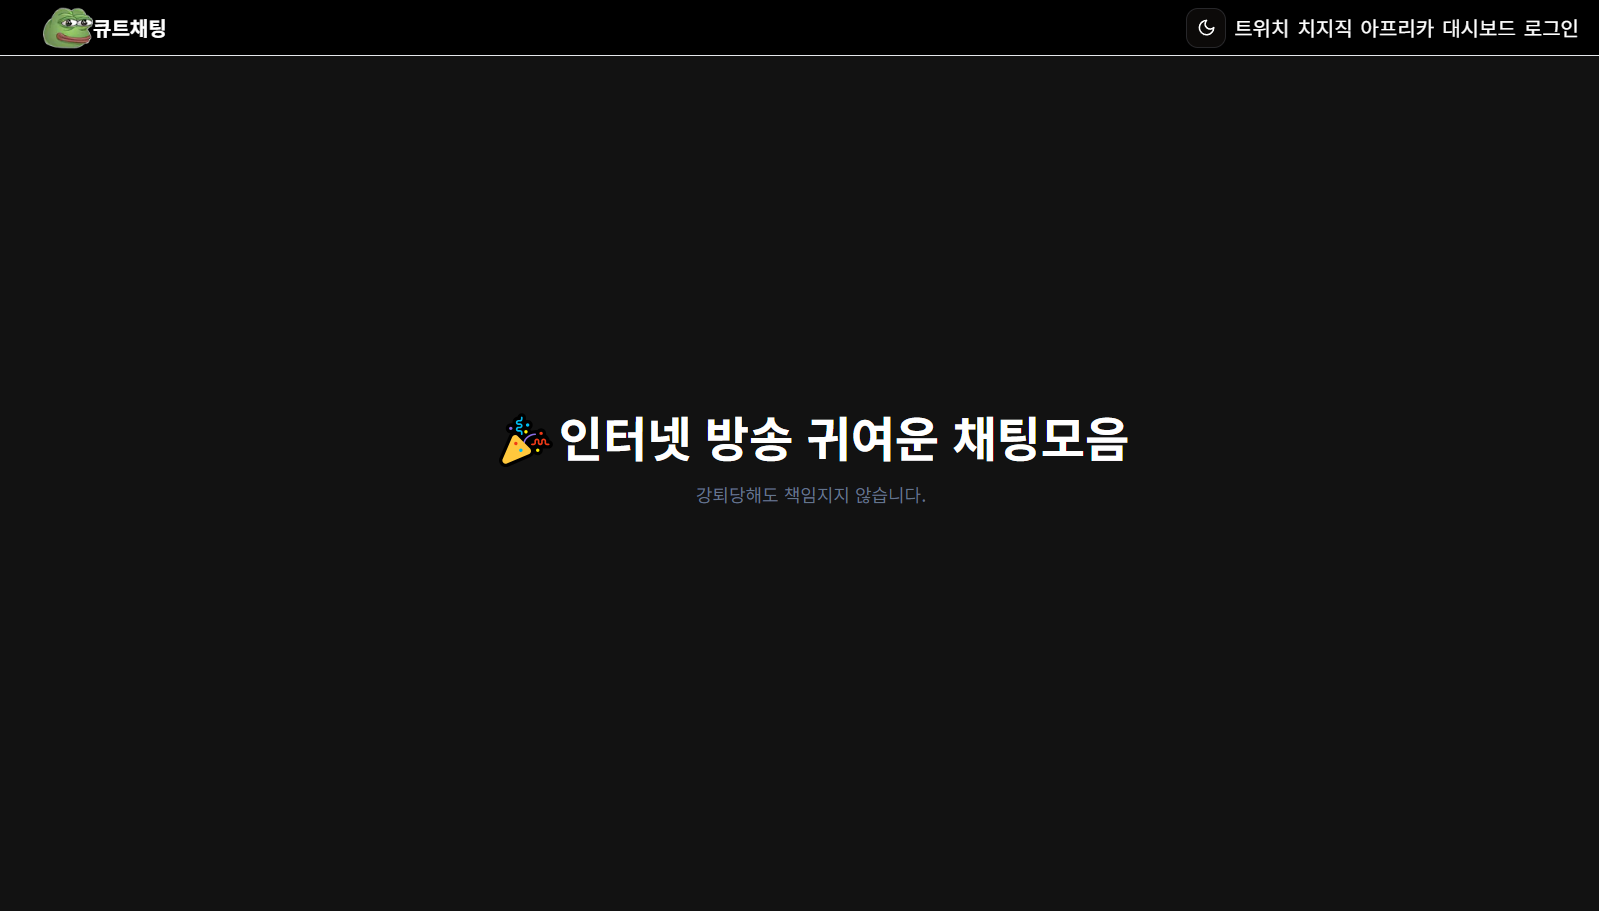 큐트채팅
트위치 치지직 아프리카 대시보드 로그인
인터넷 방송 귀여운 채팅모음
강퇴당해도 책임지지 않습니다.